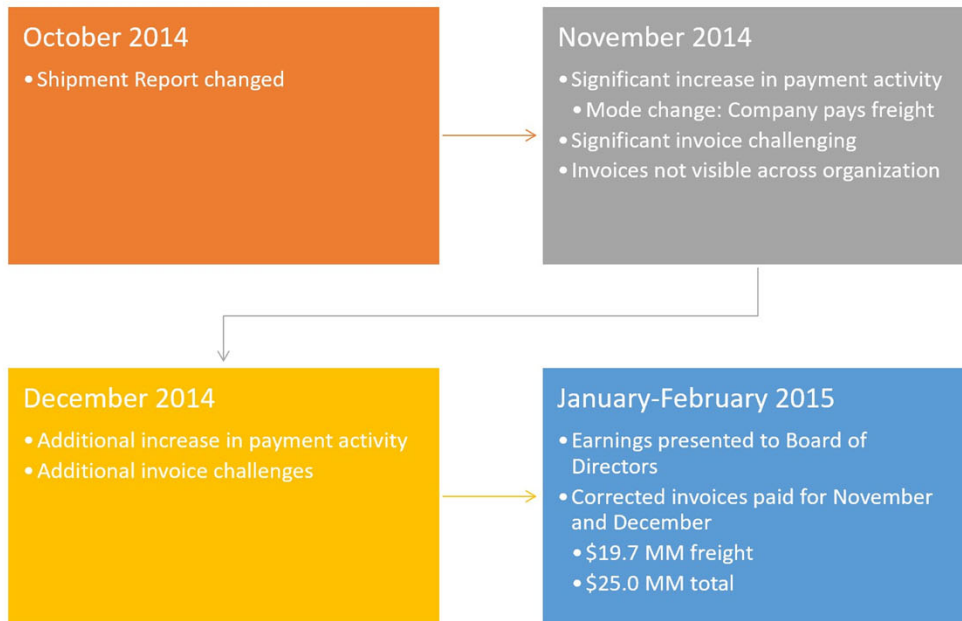 October 2014
• Shipment Report changed
November 2014
• Significant increase in payment activity
• Mode change: Company pays freight
• Significant invoice challenging
• Invoices not visible across organization
December 2014
• Additional increase in payment activity
• Additional invoice challenges
January-February 2015
• Earnings presented to Board of
Directors
• Corrected invoices paid for November
and December
• $19.7 MM freight
• $25.0 MM total